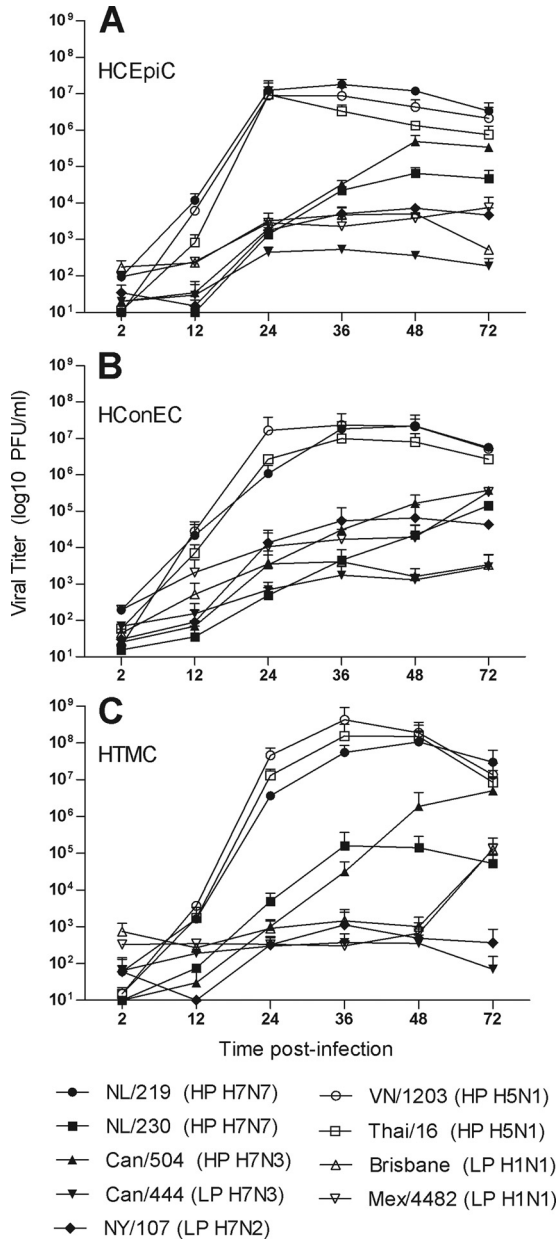 A
HCEpiC
10⁹
10⁸
10⁷
10⁶
10⁵
10⁴
10³
10²
10¹
2 12 24 36 48 72
B
HConEC
10⁹
10⁸
10⁷
10⁶
10⁵
10⁴
10³
10²
10¹
2 12 24 36 48 72
Viral Titer (log10 PFU/ml)
C
HTMC
10⁹
10⁸
10⁷
10⁶
10⁵
10⁴
10³
10²
10¹
2 12 24 36 48 72
Time post-infection
NL/219 (HP H7N7)
NL/230 (HP H7N7)
Can/504 (HP H7N3)
Can/444 (LP H7N3)
NY/107 (LP H7N2)
VN/1203 (HP H5N1)
Thai/16 (HP H5N1)
Brisbane (LP H1N1)
Mex/4482 (LP H1N1)